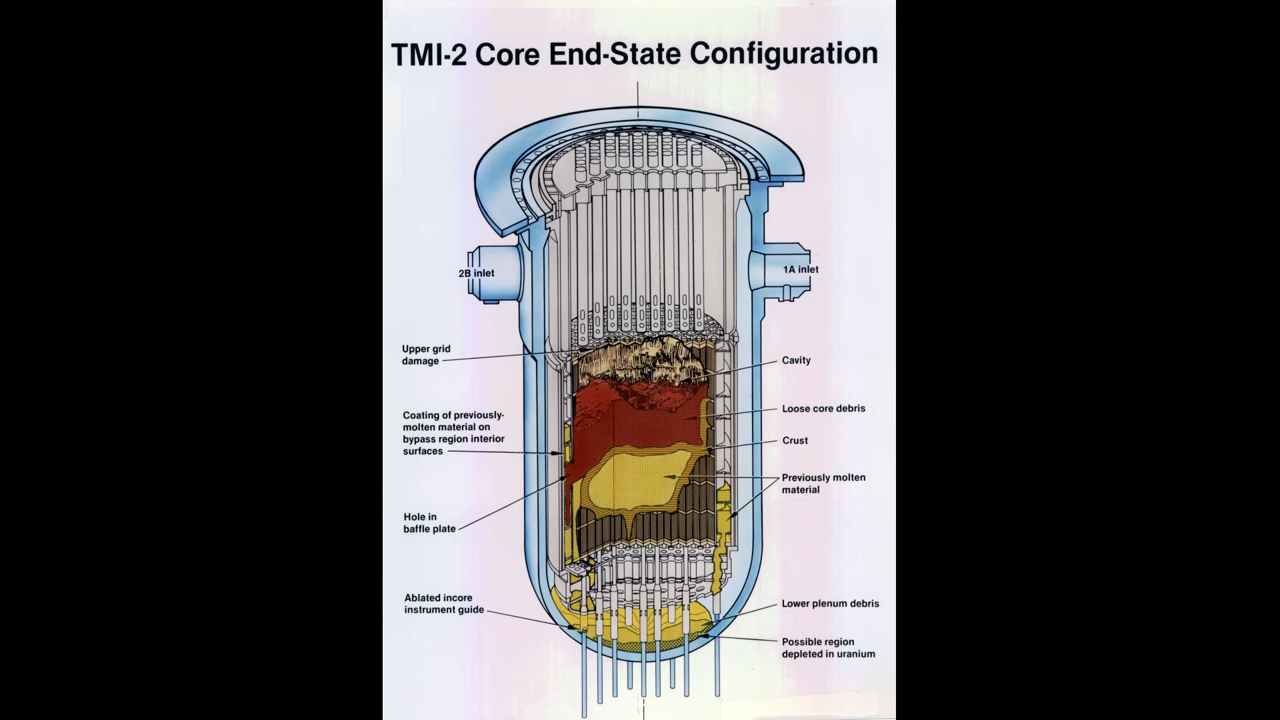 TMI-2 Core End-State Configuration
2B inlet
1A inlet
Upper grid
damage
Cavity
Coating of previously-
molten material on
bypass region interior
surfaces
Loose core debris
Crust
Previously molten
material
Hole in
baffle plate
Ablated incore
instrument guide
Lower plenum debris
Possible region
depleted in uranium